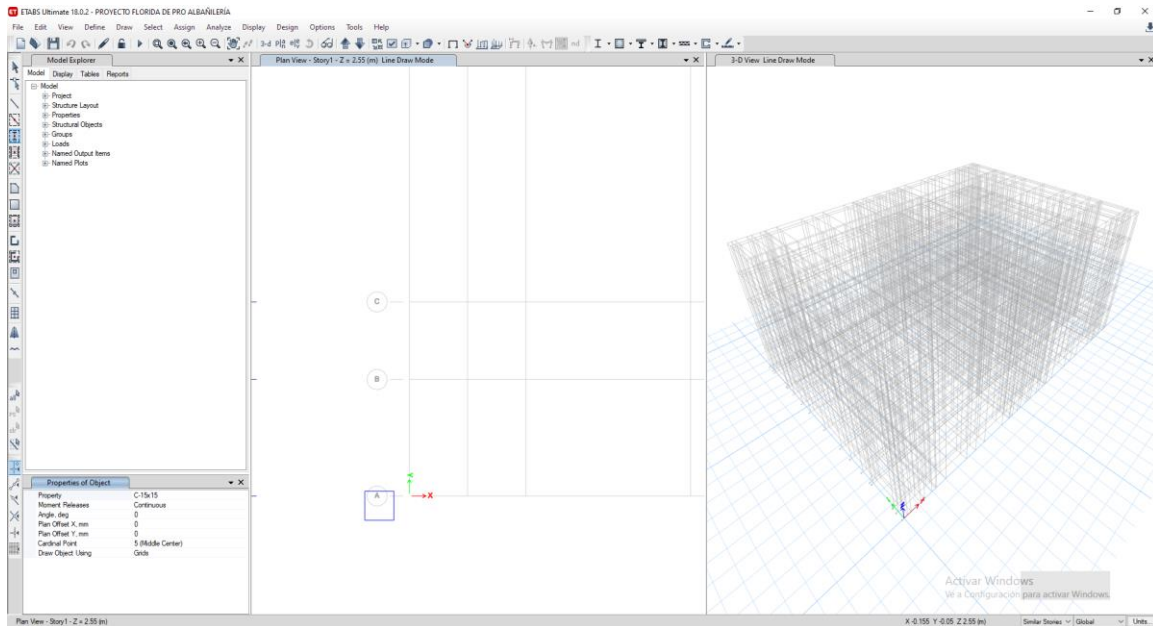 ETABS Ultimate 18.0.2 - PROYECTO FLORIDA DE PRO ALBAÑILERÍA
File Edit View Define Draw Select Assign Analyze Display Design Options Tools Help
Model Explorer
Model Display Tables Reports
Model
Project
Structure Layout
Properties
Structural Objects
Groups
Loads
Named Output Items
Named Plots
Properties of Object
Property C-15x15
Moment Releases Continuous
Angle, deg 0
Plan Offset X, mm 0
Plan Offset Y, mm 0
Cardinal Point 5 (Middle Center)
Draw Object Using Grids
Plan View - Story1 - Z = 2.55 (m) Line Draw Mode
C
B
A
X
Y
3-D View Line Draw Mode
Activar Windows
Ve a Configuración para activar Windows.
Plan View - Story1 - Z = 2.55 (m)
X -0.155 Y -0.05 Z 2.55 (m)
Similar Stories
Global
Units...